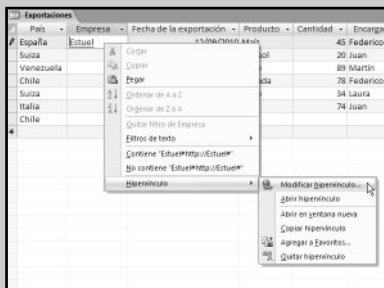 Exportaciones
País Empresa Fecha de la exportación Producto Cantidad Encarga
España Estuel 12/09/2010 Maíz 45 Federico
Suiza 20 Juan
Venezuela 89 Martín
Chile 78 Federico
Suiza 34 Laura
Italia 74 Juan
Chile
Cortar
Copiar
Pegar
Ordenar de A a Z
Ordenar de Z a A
Quitar filtro de Empresa
Filtros de texto
Contiene "Estuel#http://Estuel#"
No contiene "Estuel#http://Estuel#"
Hipervínculo
Modificar hipervínculo...
Abrir hipervínculo
Abrir en ventana nueva
Copiar hipervínculo
Agregar a Favoritos...
Quitar hipervínculo